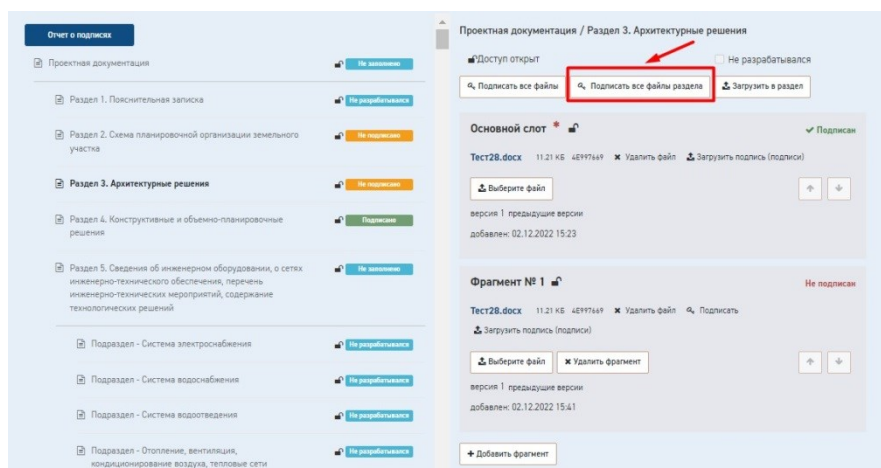 Отчет о подписях
Проектная документация
Не заполнено
Раздел 1. Пояснительная записка
Не разрабатывался
Раздел 2. Схема планировочной организации земельного
участка
Не подписано
Раздел 3. Архитектурные решения
Не подписано
Раздел 4. Конструктивные и объемно-планировочные
решения
Подписано
Раздел 5. Сведения об инженерном оборудовании, о сетях
инженерно-технического обеспечения, перечень
инженерно-технических мероприятий, содержание
технологических решений
Не заполнено
Подраздел - Система электроснабжения
Не разрабатывался
Подраздел - Система водоснабжения
Не разрабатывался
Подраздел - Система водоотведения
Не разрабатывался
Подраздел - Отопление, вентиляция,
кондиционирование воздуха, тепловые сети
Не разрабатывался
Проектная документация / Раздел 3. Архитектурные решения
Доступ открыт
Не разрабатывался
Подписать все файлы
Подписать все файлы раздела
Загрузить в раздел
Основной слот *
Подписан
Тест28.docx 11.21 КБ 4E997669 Удалить файл Загрузить подпись (подписи)
Выберите файл
версия 1 предыдущие версии
добавлен: 02.12.2022 15:23
Фрагмент № 1
Не подписан
Тест28.docx 11.21 КБ 4E997669 Удалить файл Подписать
Загрузить подпись (подписи)
Выберите файл
Удалить фрагмент
версия 1 предыдущие версии
добавлен: 02.12.2022 15:41
+ Добавить фрагмент